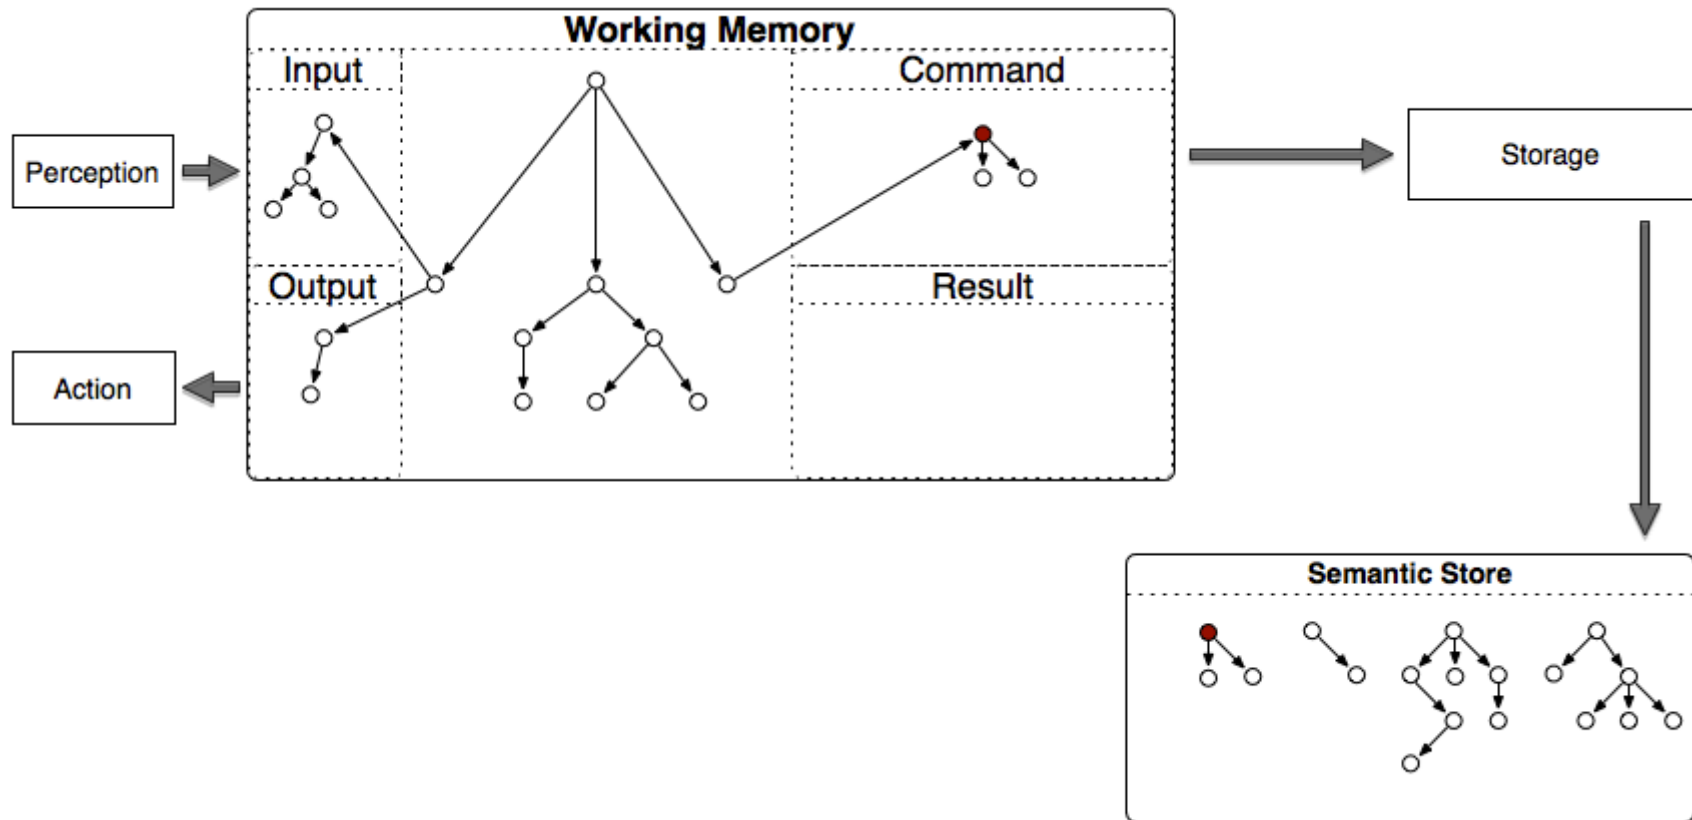 Working Memory
Input
Command
Perception
Storage
Output
Result
Action
Semantic Store